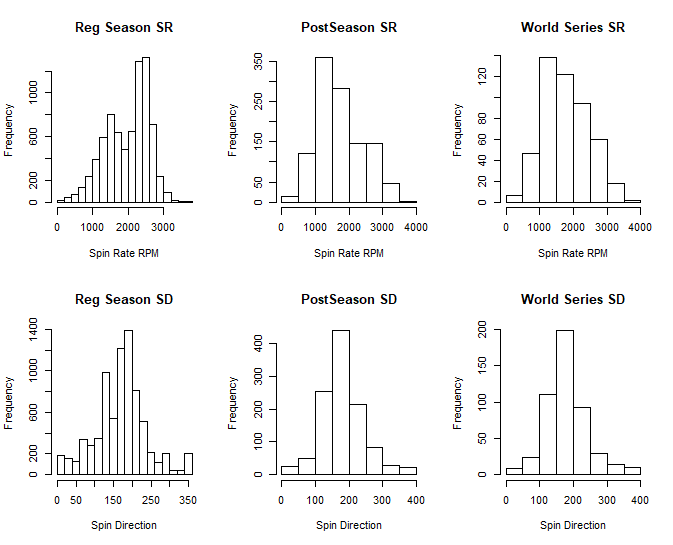 Reg Season SR
Frequency
0 200 600 1000
0 1000 2000 3000
Spin Rate RPM
PostSeason SR
Frequency
0 50 150 250 350
0 1000 2000 3000 4000
Spin Rate RPM
World Series SR
Frequency
0 20 40 60 80 120
0 1000 2000 3000 4000
Spin Rate RPM
Reg Season SD
Frequency
0 200 600 1000 1400
0 50 150 250 350
Spin Direction
PostSeason SD
Frequency
0 100 200 300 400
0 100 200 300 400
Spin Direction
World Series SD
Frequency
0 50 100 150 200
0 100 200 300 400
Spin Direction